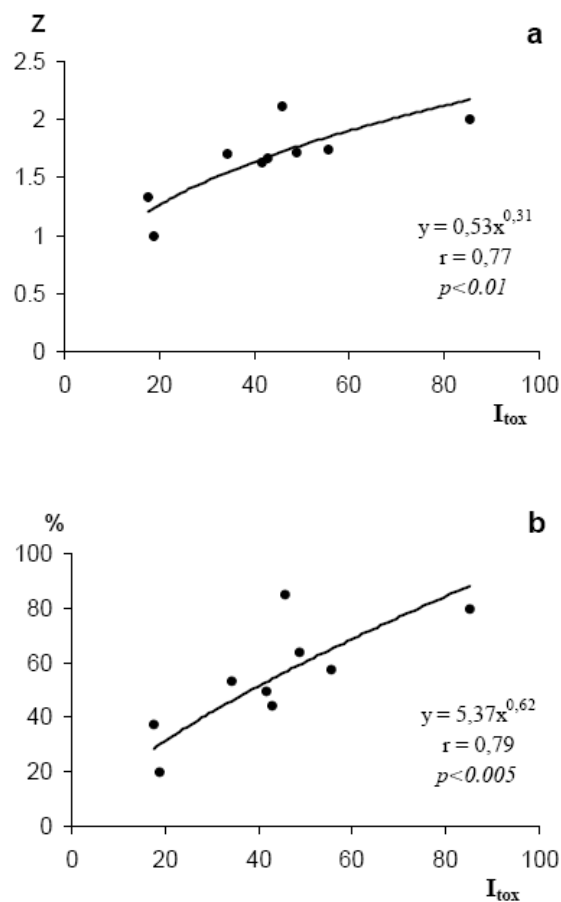 Z
a
2.5
2
1.5
1
0.5
0
y = 0,53x^0,31
r = 0,77
p<0.01
0 20 40 60 80 100
I_tox
%
b
100
80
60
40
20
0
y = 5,37x^0,62
r = 0,79
p<0.005
0 20 40 60 80 100
I_tox